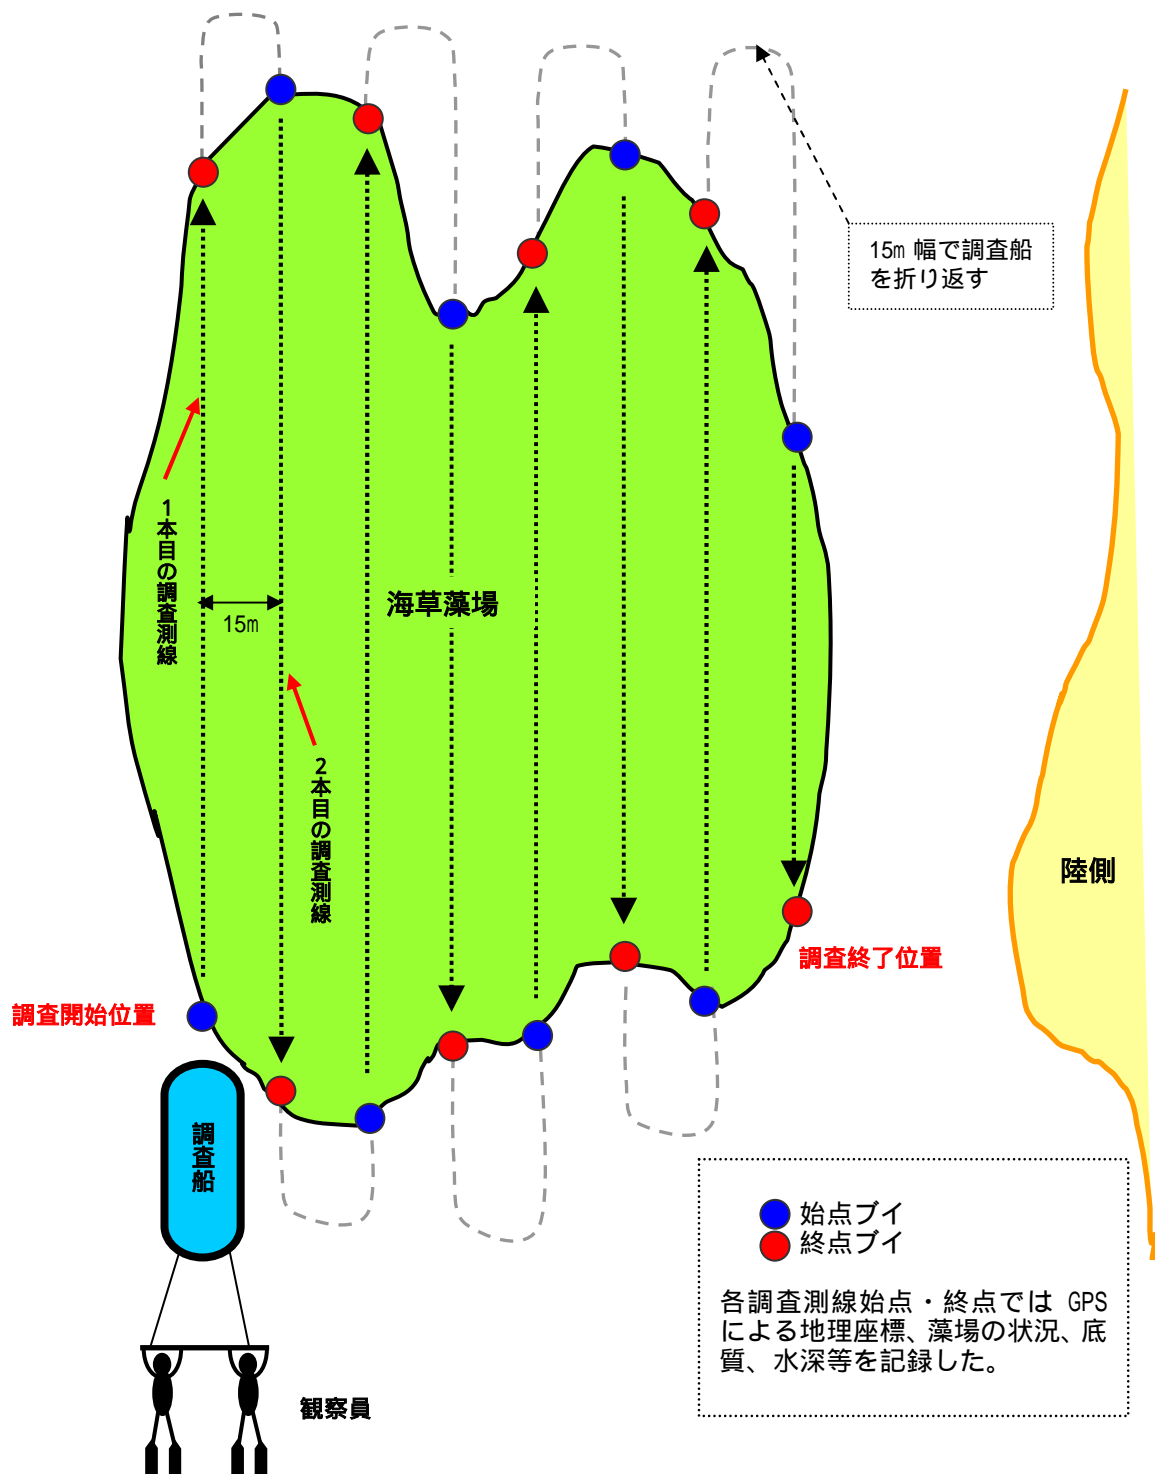 15m 幅で調査船
を折り返す
1本目の調査測線
海草藻場
15m
2本目の調査測線
陸側
調査終了位置
調査開始位置
調査船
始点ブイ
終点ブイ
各調査測線始点・終点では GPS
による地理座標、藻場の状況、底
質、水深等を記録した。
観察員